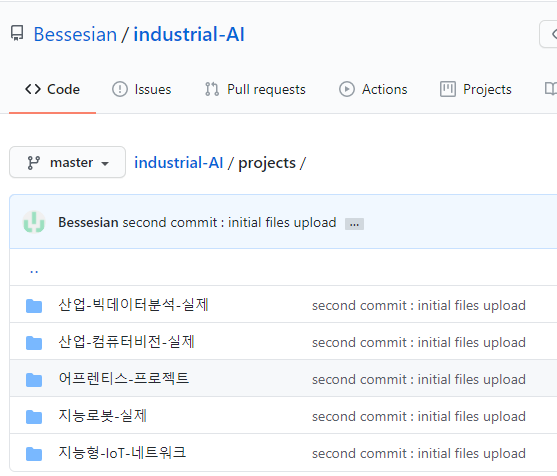 Bessesian / industrial-AI
Code Issues Pull requests Actions Projects
master industrial-AI / projects /
Bessesian second commit : initial files upload ...
..
산업-빅데이터분석-실제 second commit : initial files upload
산업-컴퓨터비전-실제 second commit : initial files upload
어프렌티스-프로젝트 second commit : initial files upload
지능로봇-실제 second commit : initial files upload
지능형-IoT-네트워크 second commit : initial files upload